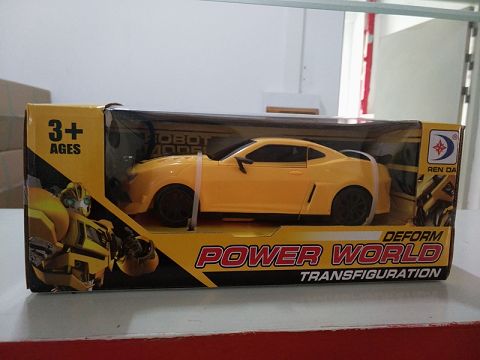 3+
AGES
ROBOT
MODE
REN DA
DEFORM
POWER WORLD
TRANSFIGURATION